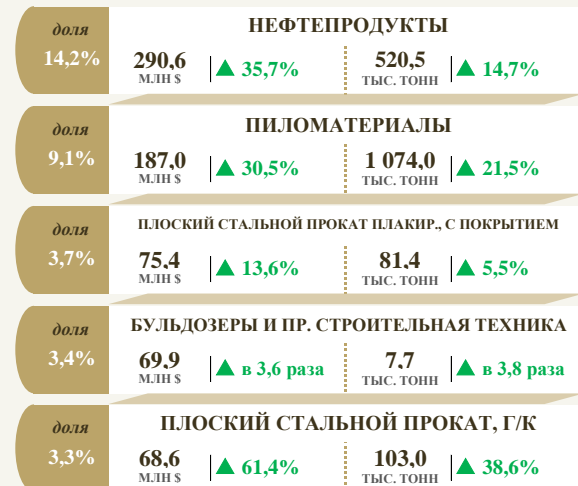 доля
14,2%
НЕФТЕПРОДУКТЫ
290,6 ▲ 35,7% 520,5 ▲ 14,7%
МЛН $ ТЫС. ТОНН
доля
9,1%
ПИЛОМАТЕРИАЛЫ
187,0 ▲ 30,5% 1 074,0 ▲ 21,5%
МЛН $ ТЫС. ТОНН
доля
3,7%
ПЛОСКИЙ СТАЛЬНОЙ ПРОКАТ ПЛАКИР., С ПОКРЫТИЕМ
75,4 ▲ 13,6% 81,4 ▲ 5,5%
МЛН $ ТЫС. ТОНН
доля
3,4%
БУЛЬДОЗЕРЫ И ПР. СТРОИТЕЛЬНАЯ ТЕХНИКА
69,9 ▲ в 3,6 раза 7,7 ▲ в 3,8 раза
МЛН $ ТЫС. ТОНН
доля
3,3%
ПЛОСКИЙ СТАЛЬНОЙ ПРОКАТ, Г/К
68,6 ▲ 61,4% 103,0 ▲ 38,6%
МЛН $ ТЫС. ТОНН